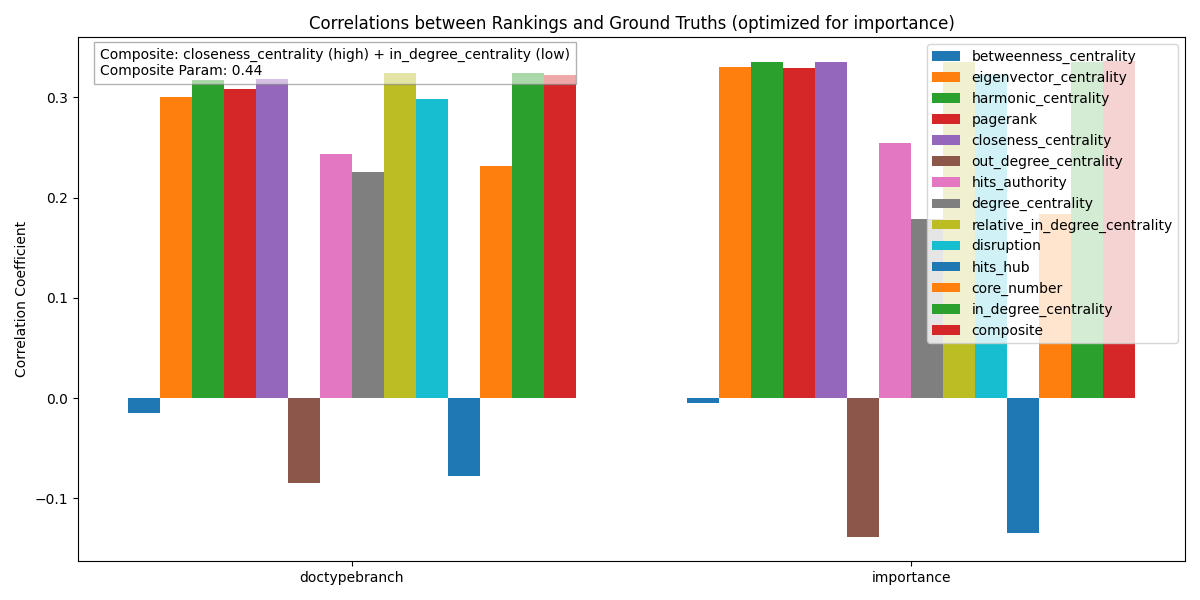 Correlations between Rankings and Ground Truths (optimized for importance)
Composite: closeness_centrality (high) + in_degree_centrality (low)
Composite Param: 0.44
betweenness_centrality
eigenvector_centrality
harmonic_centrality
pagerank
closeness_centrality
out_degree_centrality
hits_authority
degree_centrality
relative_in_degree_centrality
disruption
hits_hub
core_number
in_degree_centrality
composite
Correlation Coefficient
0.3
0.2
0.1
0.0
−0.1
doctypebranch
importance